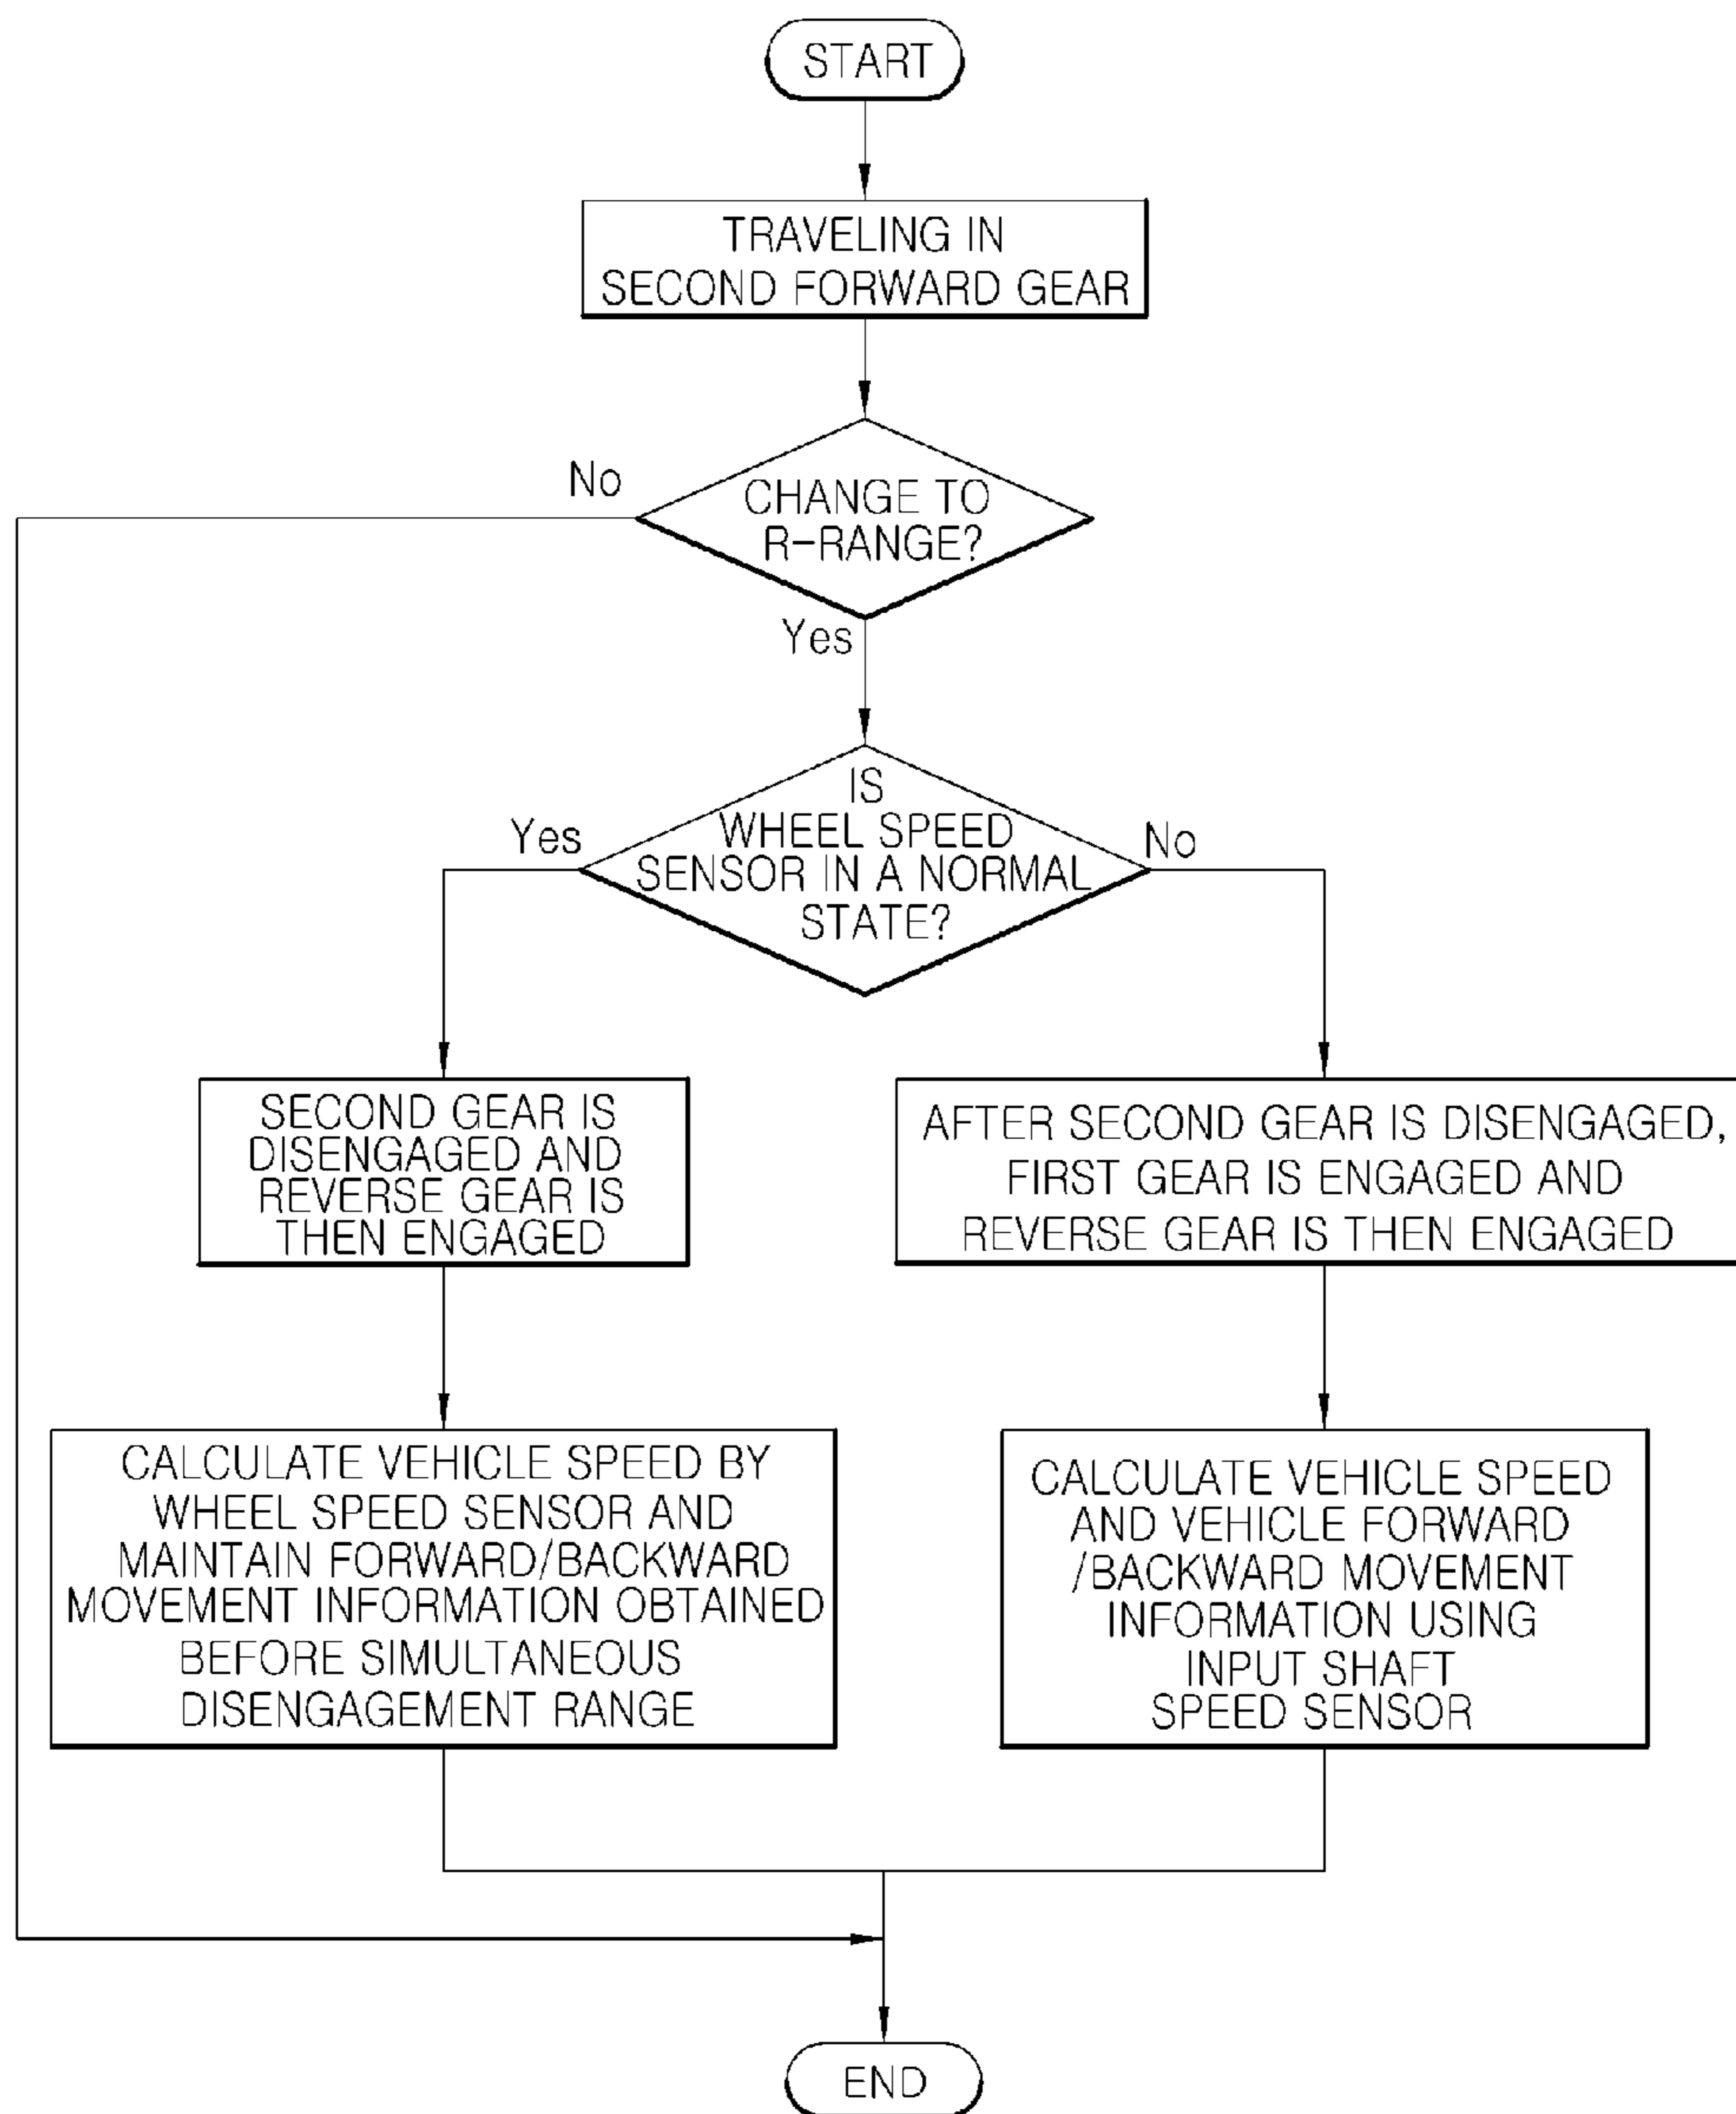 START
TRAVELING IN
SECOND FORWARD GEAR
No
CHANGE TO
R-RANGE?
Yes
IS
WHEEL SPEED
SENSOR IN A NORMAL
STATE?
Yes
No
SECOND GEAR IS
DISENGAGED AND
REVERSE GEAR IS
THEN ENGAGED
AFTER SECOND GEAR IS DISENGAGED,
FIRST GEAR IS ENGAGED AND
REVERSE GEAR IS THEN ENGAGED
CALCULATE VEHICLE SPEED BY
WHEEL SPEED SENSOR AND
MAINTAIN FORWARD/BACKWARD
MOVEMENT INFORMATION OBTAINED
BEFORE SIMULTANEOUS
DISENGAGEMENT RANGE
CALCULATE VEHICLE SPEED
AND VEHICLE FORWARD
/BACKWARD MOVEMENT
INFORMATION USING
INPUT SHAFT
SPEED SENSOR
END